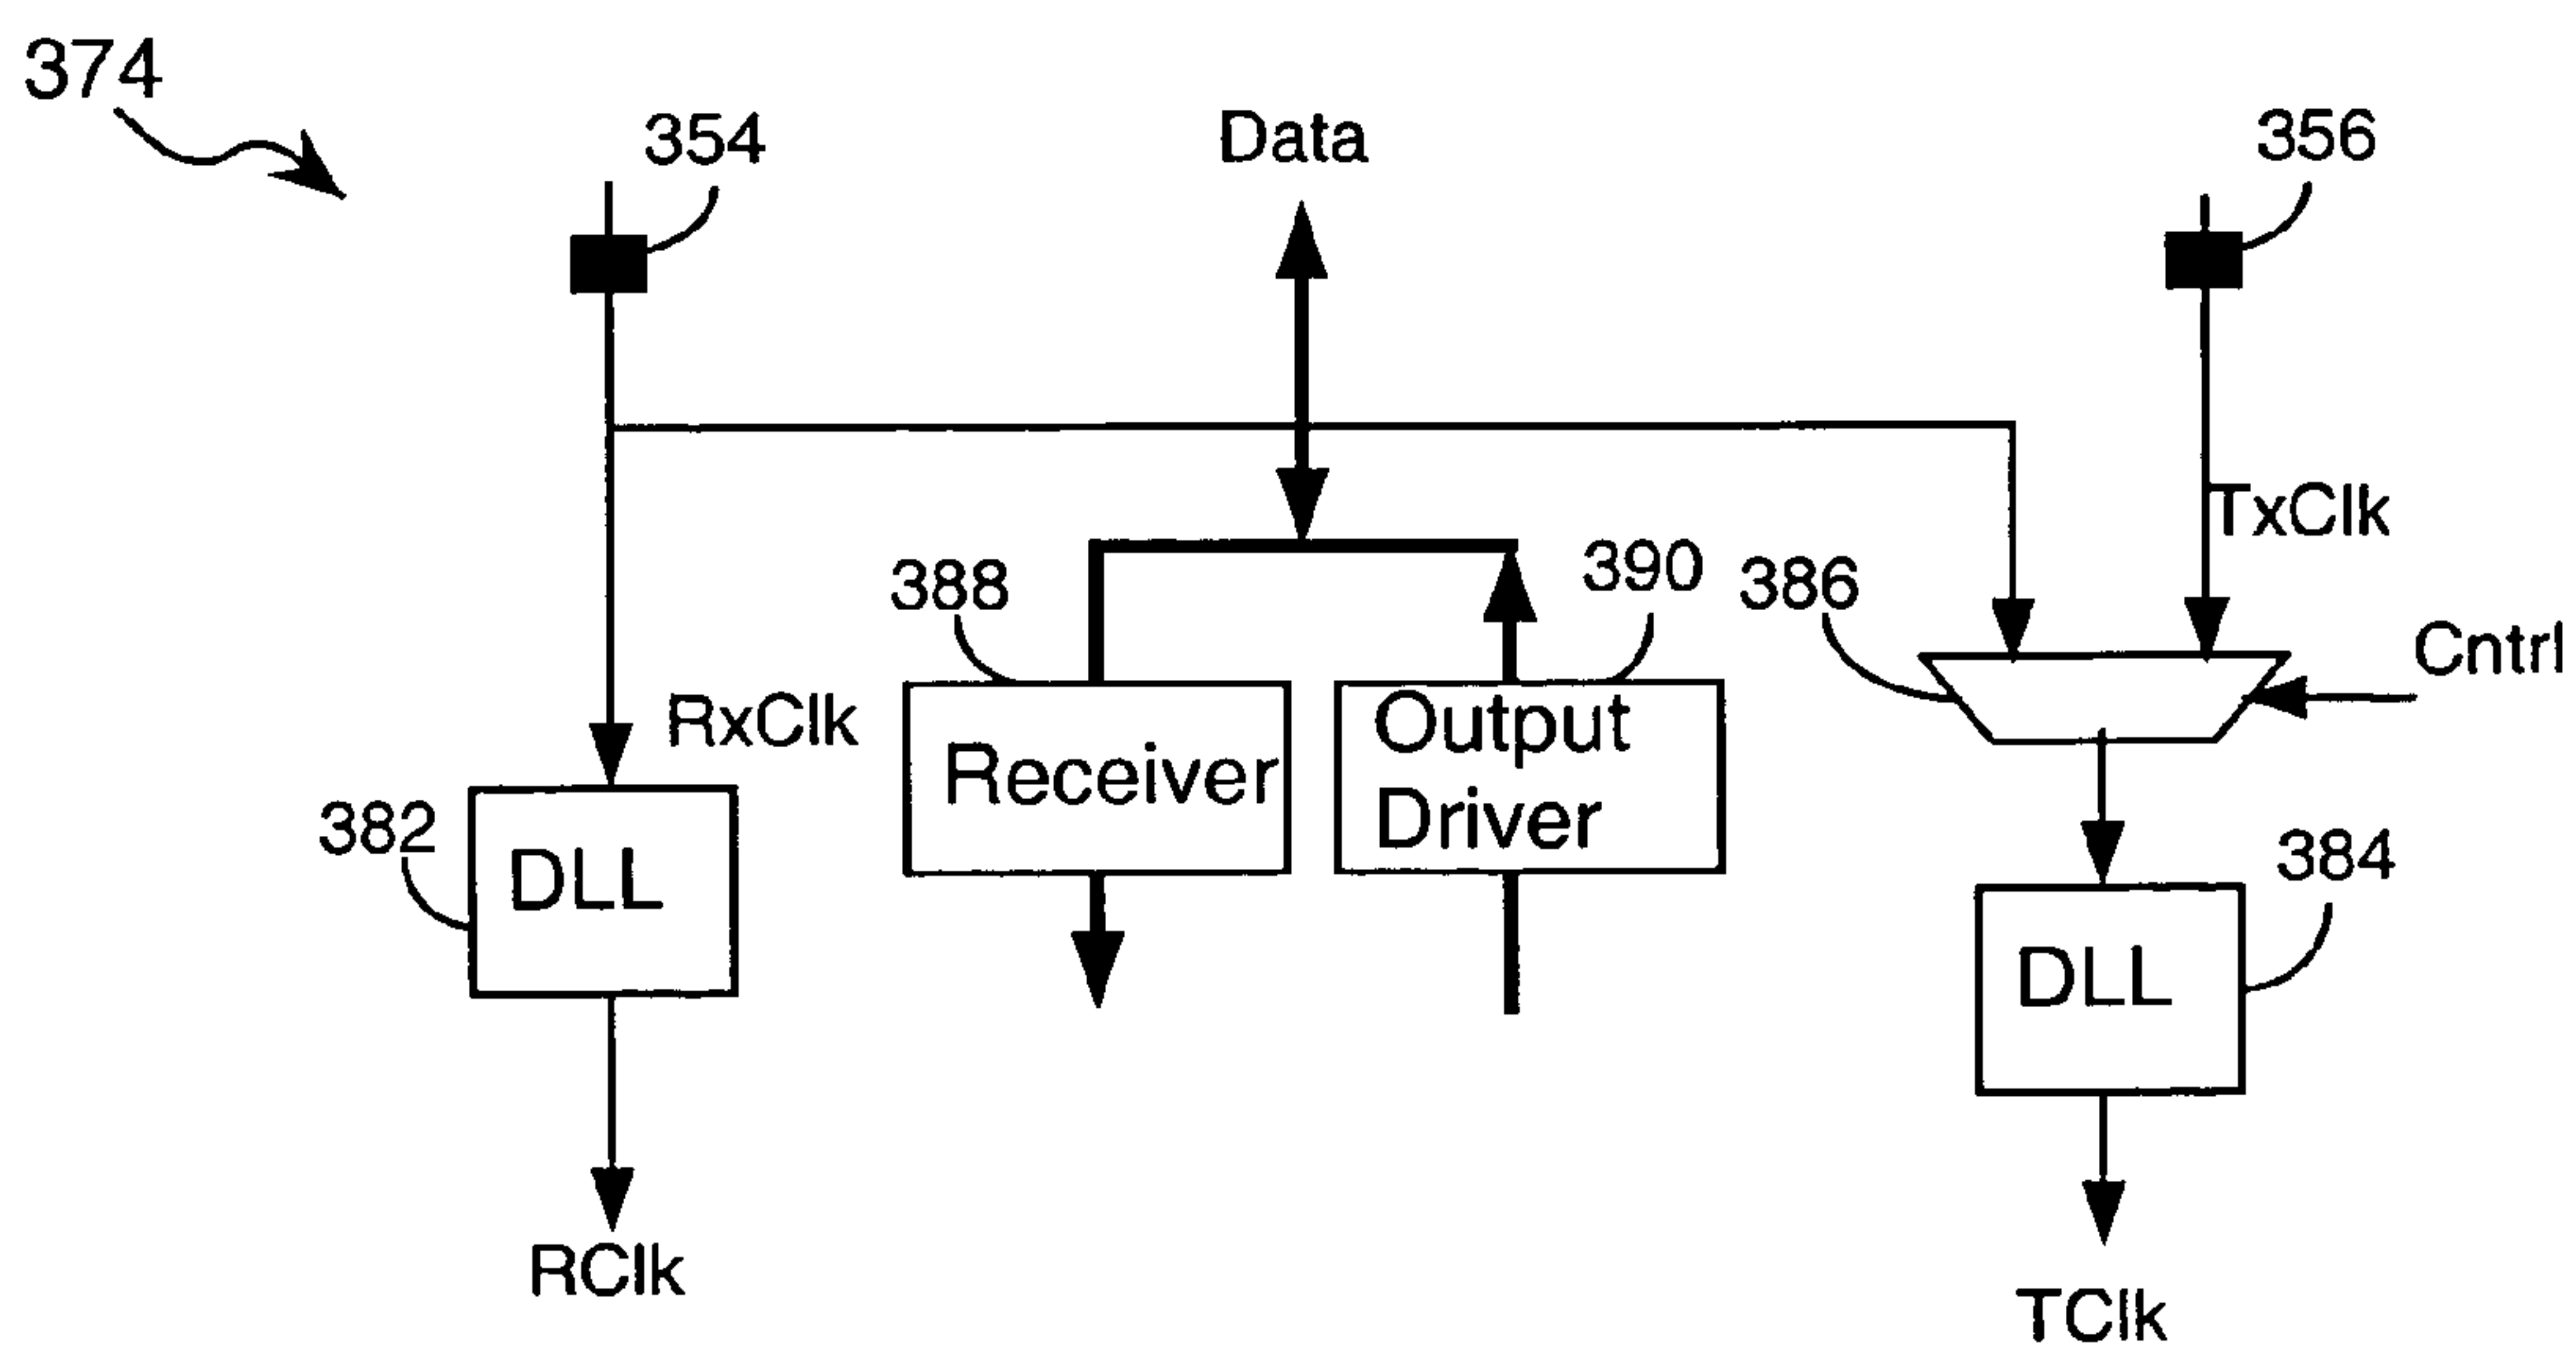 374
354
Data
356
TxClk
388
390
386
Cntrl
RxClk
Receiver
Output
Driver
382
DLL
384
DLL
RClk
TClk